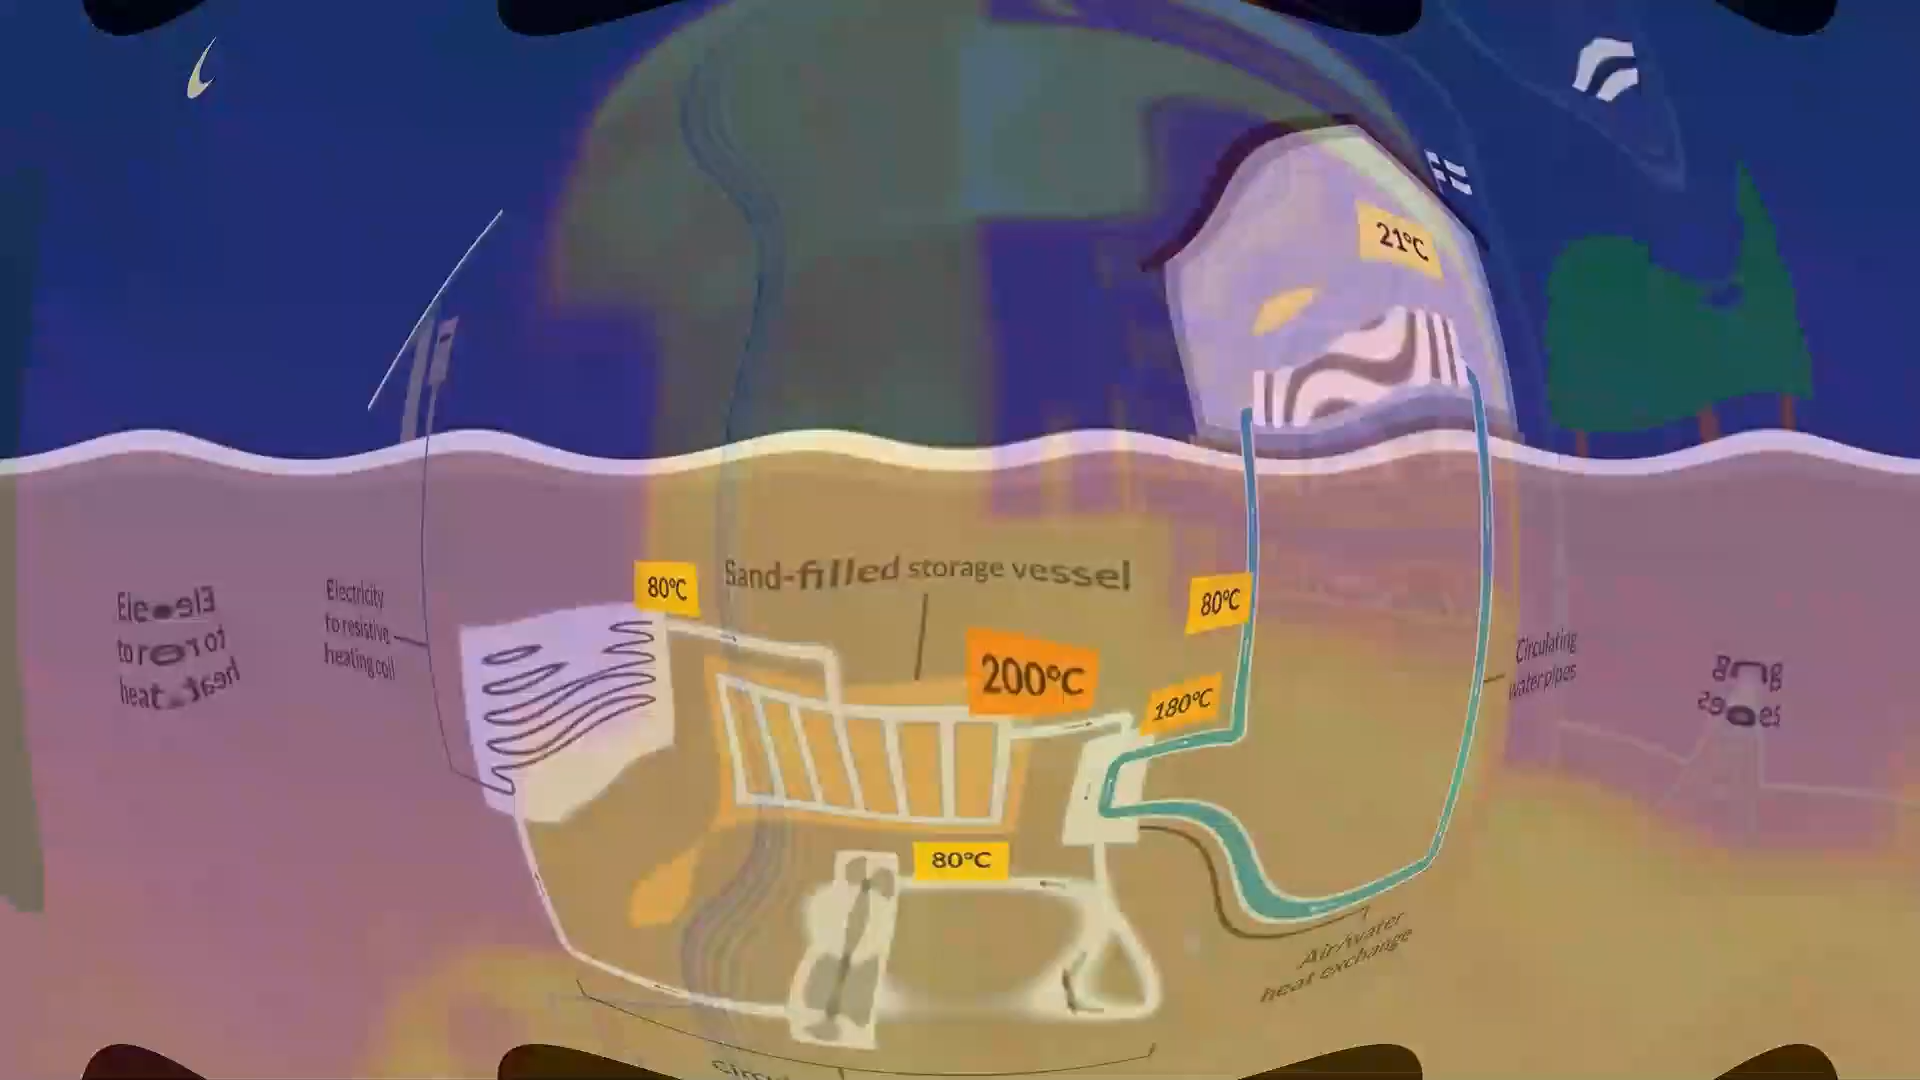 21°C
Sand-filled storage vessel
80°C
80°C
200°C
180°C
Electricity
to resistive
heating coil
Circulating
water pipes
80°C
Air/water
heat exchange